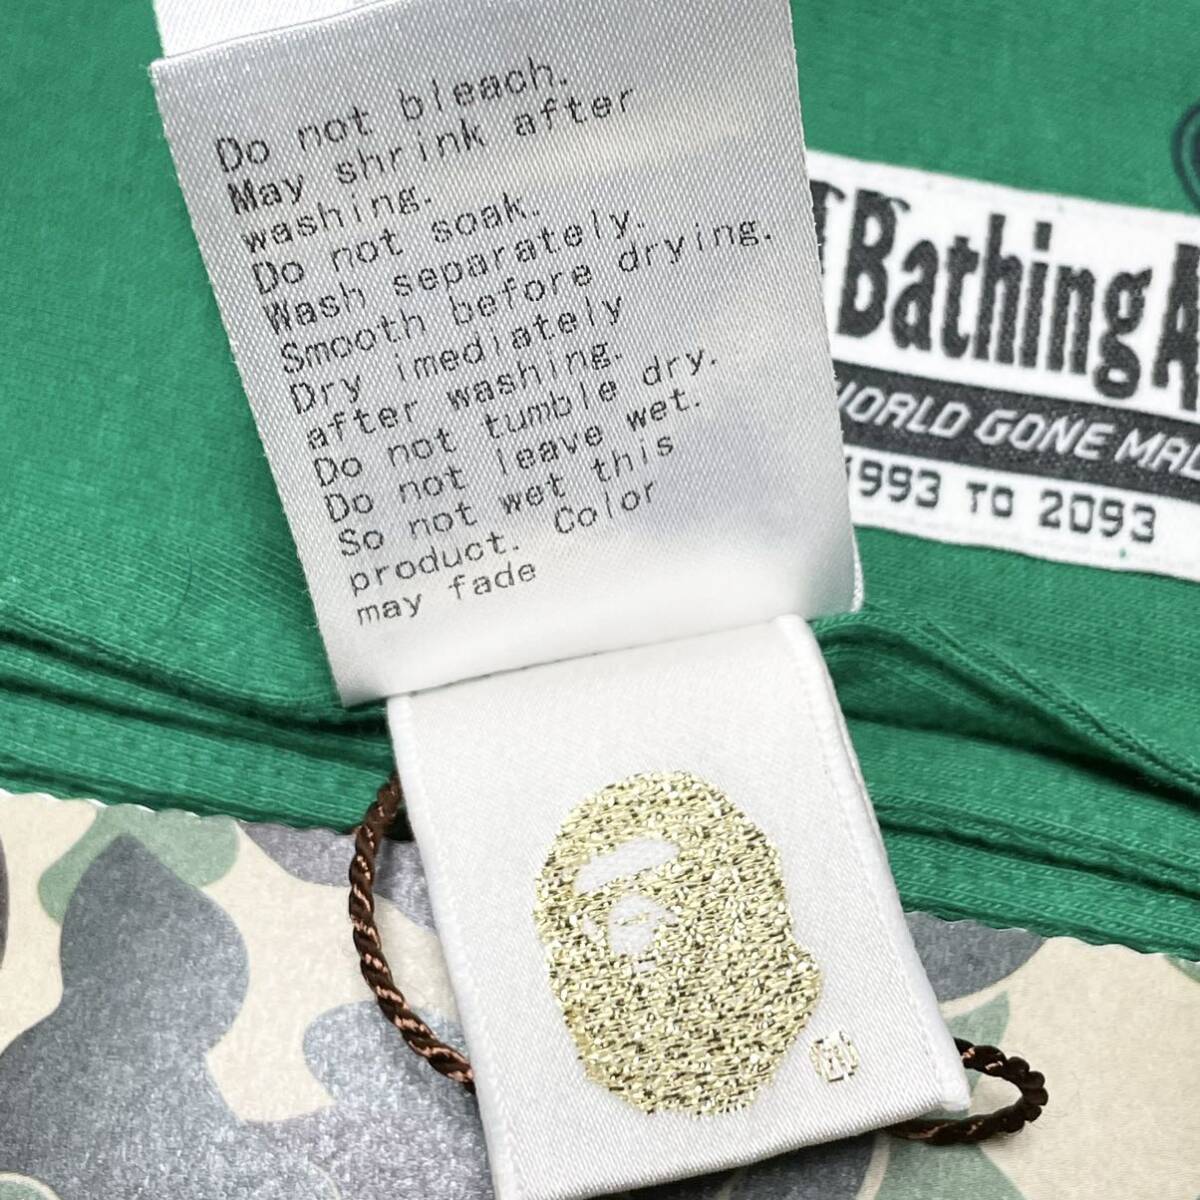 Do not bleach.
May shrink after
washing.
Do not soak.
Wash separately.
Smooth before drying.
Dry imediately
after washing.
Do not tumble dry.
Do not leave wet.
So not wet this
product. Color
may fade
Bathing
WORLD GONE MAD
1993 TO 2093